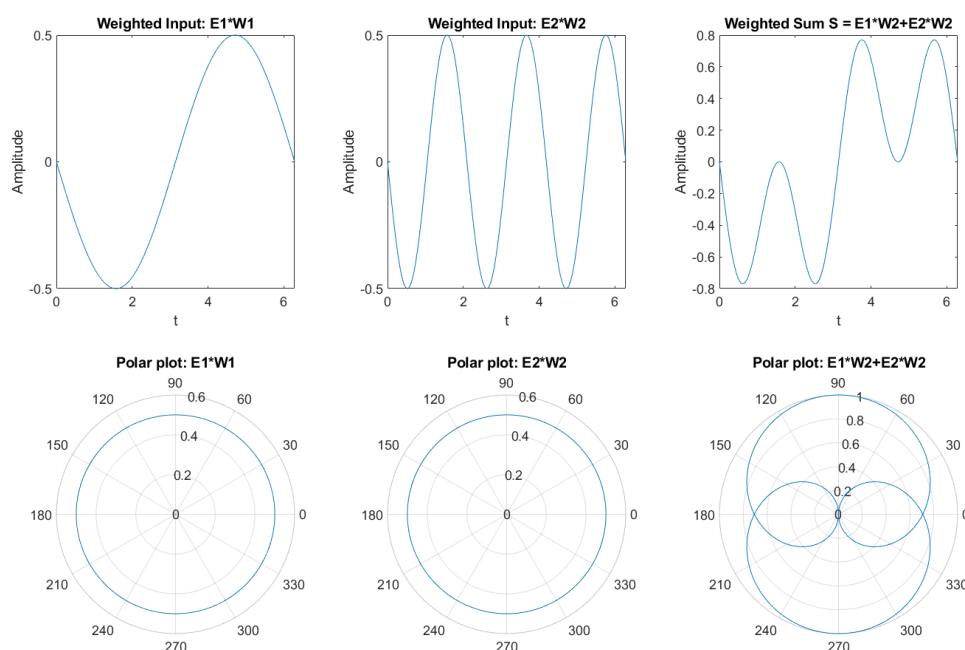 Weighted Input: E1*W1
0.5
0
-0.5
Amplitude
0 2 4 6
t
Weighted Input: E2*W2
0.5
0
-0.5
Amplitude
0 2 4 6
t
Weighted Sum S = E1*W2+E2*W2
0.8
0.6
0.4
0.2
0
-0.2
-0.4
-0.6
-0.8
Amplitude
0 2 4 6
t
Polar plot: E1*W1
90
120 0.6 60
150 0.4 30
0.2
180 0 0
210 330
240 300
270
Polar plot: E2*W2
90
120 0.6 60
150 0.4 30
0.2
180 0 0
210 330
240 300
270
Polar plot: E1*W2+E2*W2
90
120 1 60
0.8
150 0.6 30
0.4
0.2
180 0 0
210 330
240 300
270